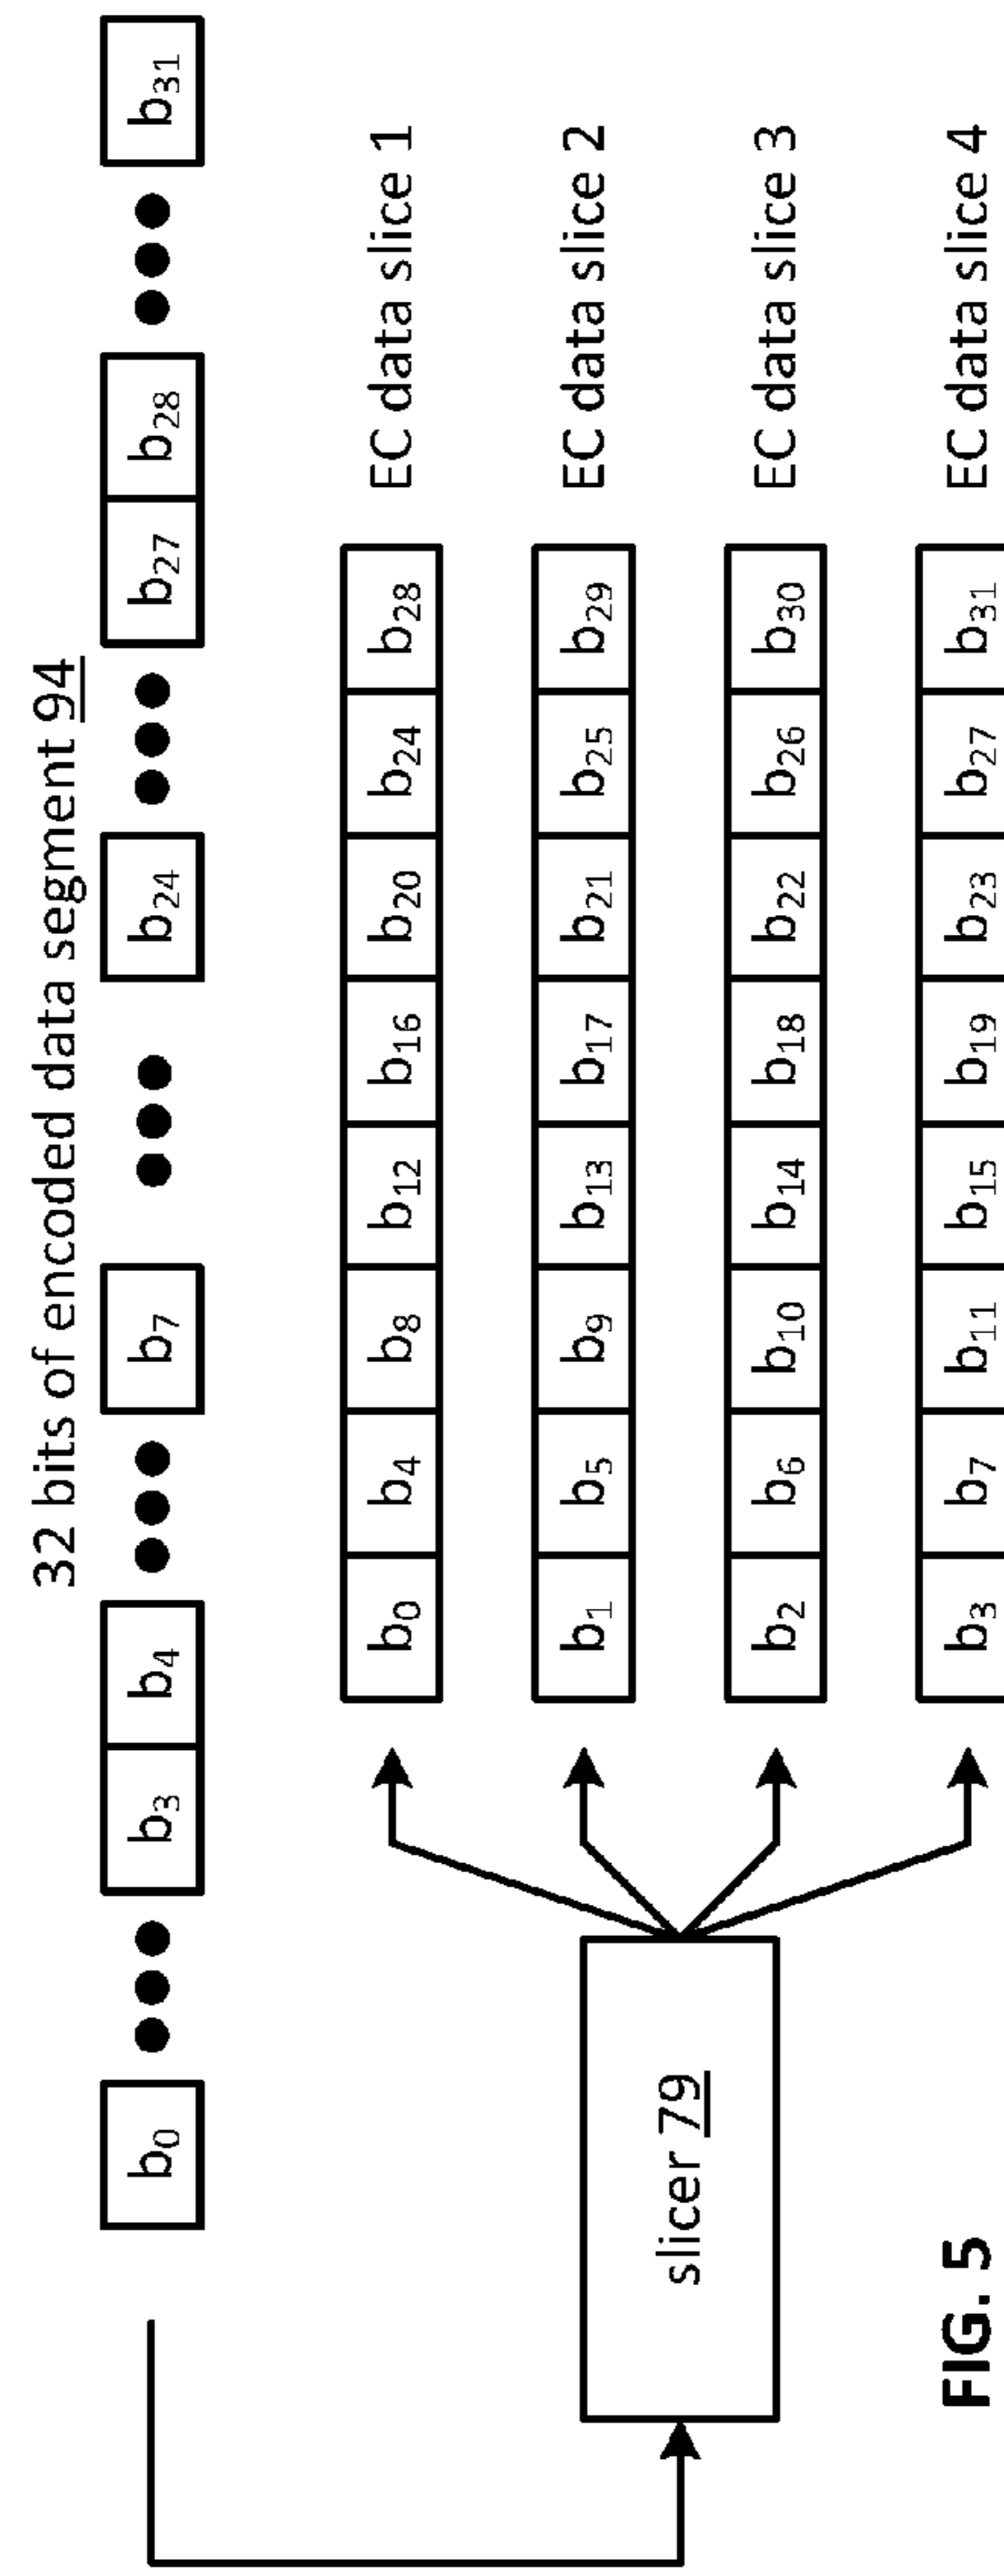 32 bits of encoded data segment 94
b0 b3 b4 b7 b24 b27 b28 b31
b0 b4 b8 b12 b16 b20 b24 b28 EC data slice 1
b1 b5 b9 b13 b17 b21 b25 b29 EC data slice 2
slicer 79
b2 b6 b10 b14 b18 b22 b26 b30 EC data slice 3
b3 b7 b11 b15 b19 b23 b27 b31 EC data slice 4
FIG. 5